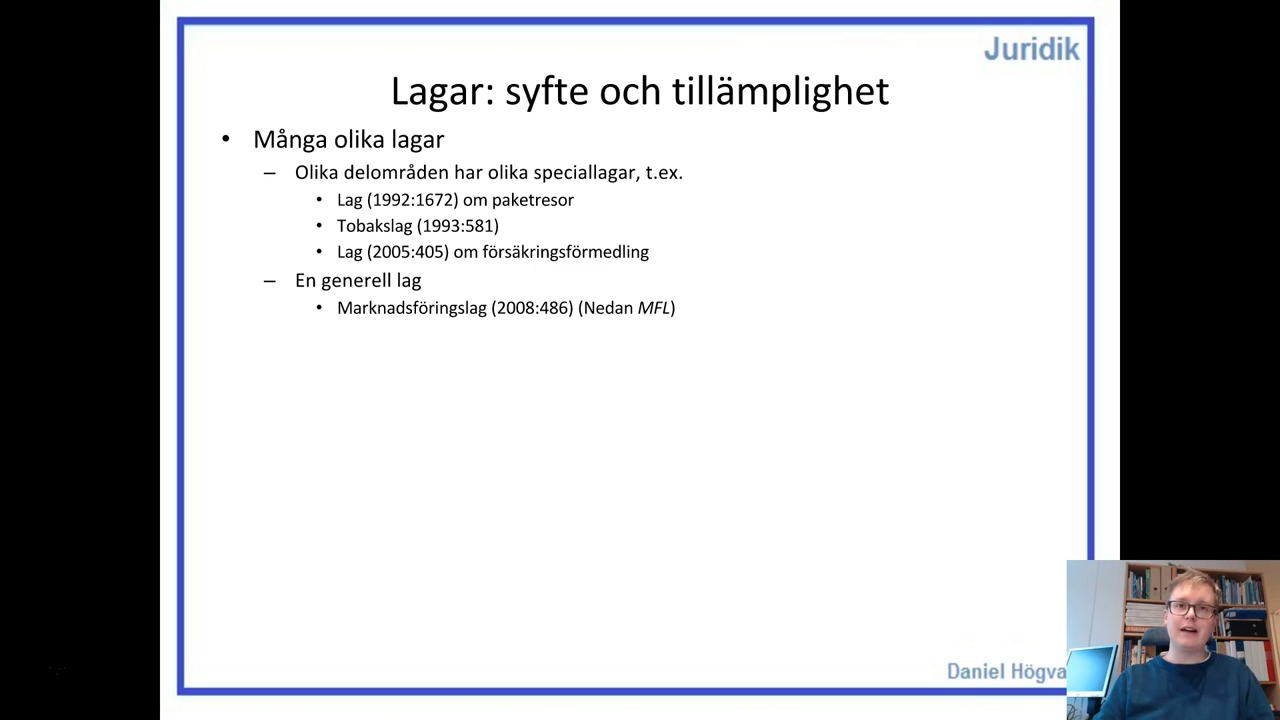 Juridik
Lagar: syfte och tillämplighet
• Många olika lagar
– Olika delområden har olika speciallagar, t.ex.
• Lag (1992:1672) om paketresor
• Tobakslag (1993:581)
• Lag (2005:405) om försäkringsförmedling
– En generell lag
• Marknadsföringslag (2008:486) (Nedan MFL)
Daniel Högva